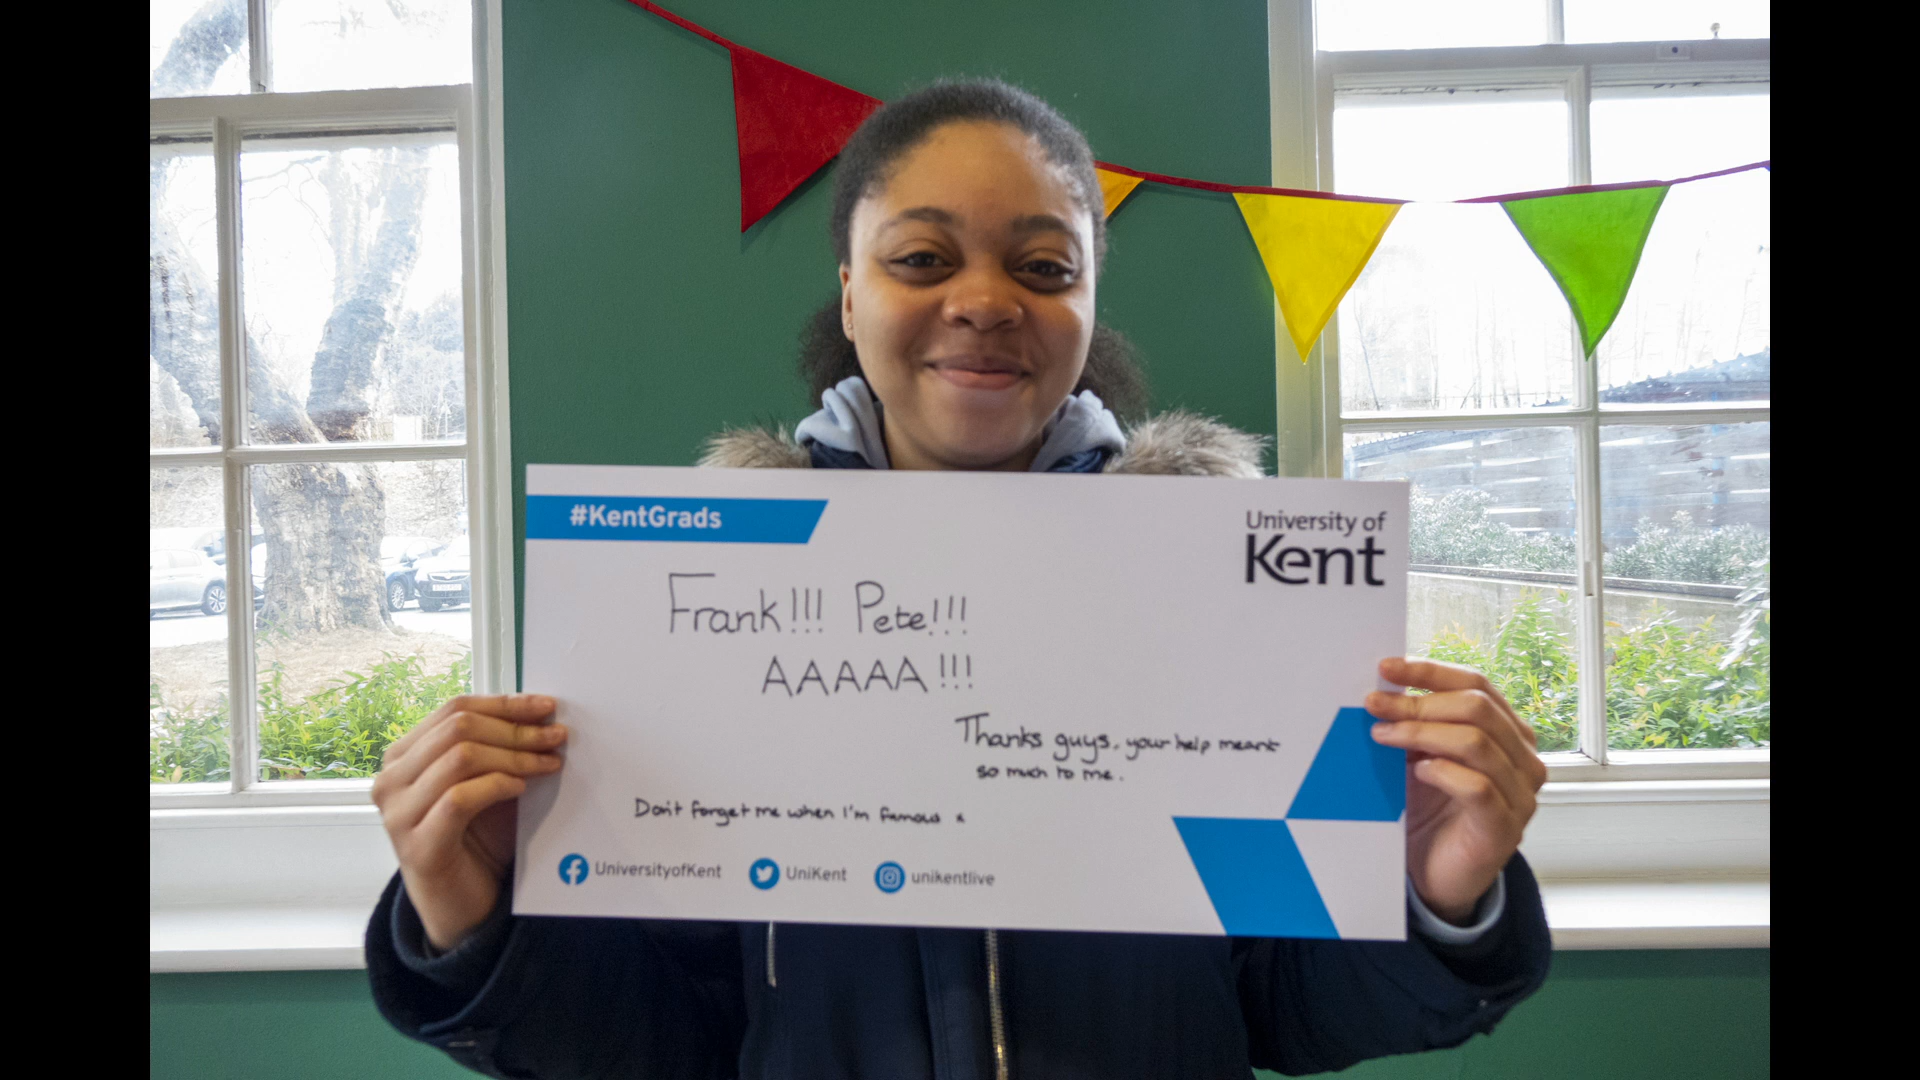 #KentGrads
University of
Kent
Frank!!! Pete!!!
AAAAA!!!
Thanks guys, your help meant
so much to me.
Don't forget me when I'm famous x
UniversityofKent UniKent unikentlive